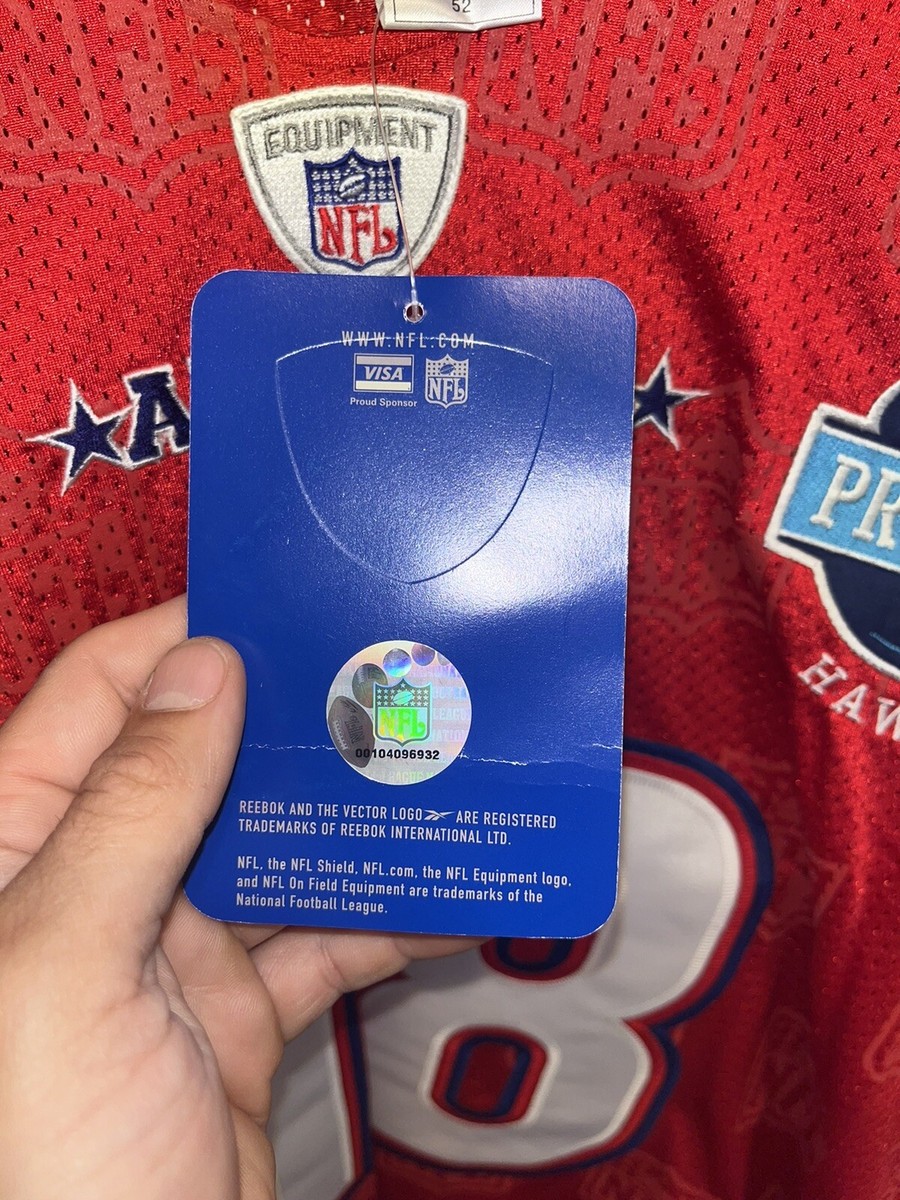 52
EQUIPMENT
NFL
WWW.NFL.COM
VISA
NFL
Proud Sponsor
A
PR
HAW
NFL
00104096932
REEBOK AND THE VECTOR LOGO ARE REGISTERED
TRADEMARKS OF REEBOK INTERNATIONAL LTD.
NFL, the NFL Shield, NFL.com, the NFL Equipment logo,
and NFL On Field Equipment are trademarks of the
National Football League.
8